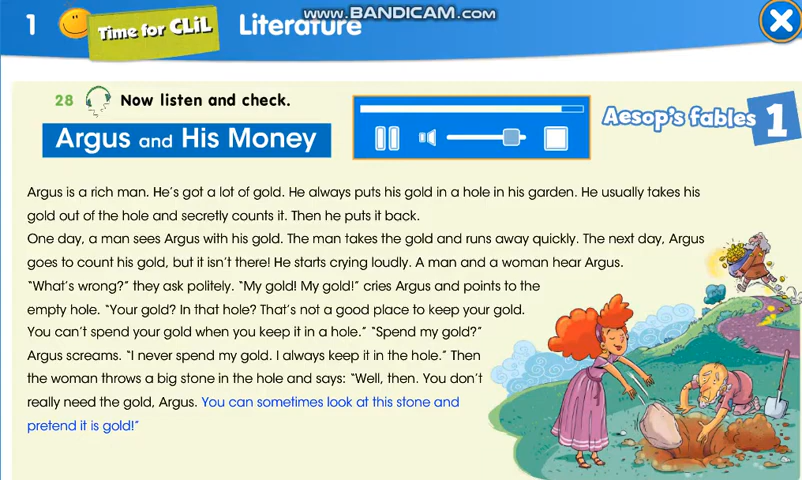 www.BANDICAM.com
1 Time for CLIL Literature
28 Now listen and check.
Argus and His Money
Aesop's fables 1
Argus is a rich man. He's got a lot of gold. He always puts his gold in a hole in his garden. He usually takes his
gold out of the hole and secretly counts it. Then he puts it back.
One day, a man sees Argus with his gold. The man takes the gold and runs away quickly. The next day, Argus
goes to count his gold, but it isn't there! He starts crying loudly. A man and a woman hear Argus.
“What's wrong?” they ask politely. “My gold! My gold!” cries Argus and points to the
empty hole. “Your gold? In that hole? That's not a good place to keep your gold.
You can't spend your gold when you keep it in a hole.” “Spend my gold?”
Argus screams. “I never spend my gold. I always keep it in the hole.” Then
the woman throws a big stone in the hole and says: “Well, then. You don't
really need the gold, Argus. You can sometimes look at this stone and
pretend it is gold!”